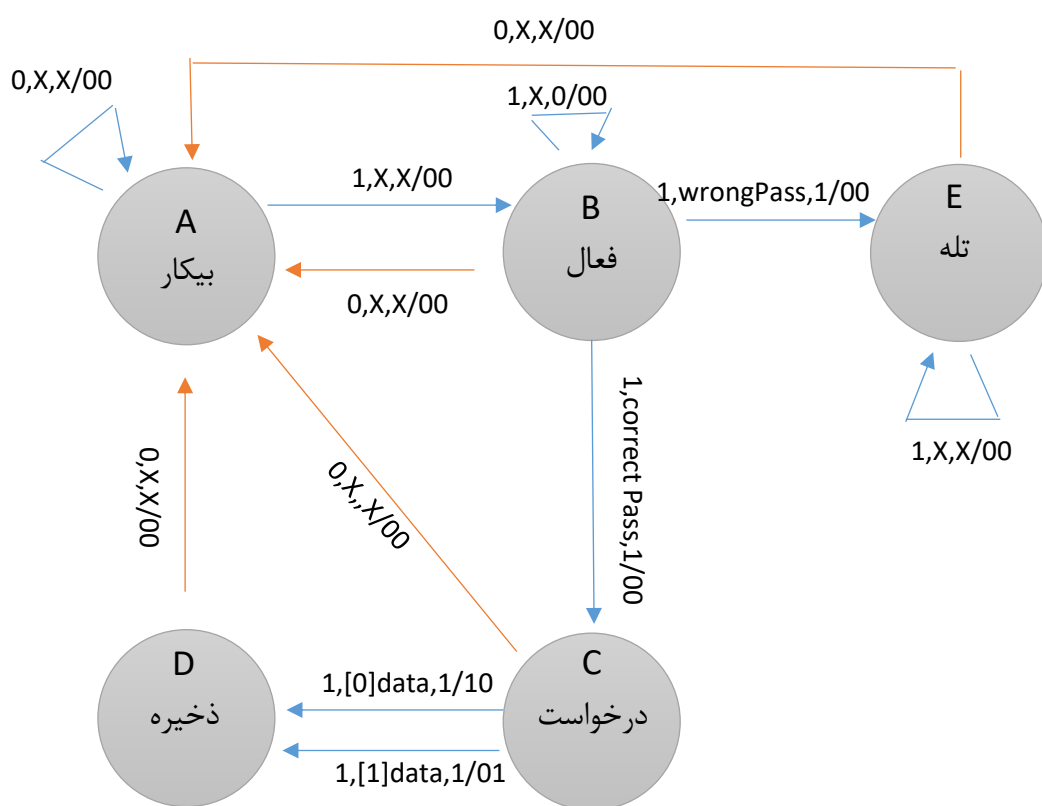 0,X,X/00
0,X,X/00
1,X,0/00
1,X,X/00
1,wrongPass,1/00
A
بیکار
B
فعال
E
تله
0,X,X/00
1,X,X/00
1,correct Pass,1/00
0,X,X/00
0,X,,X/00
D
ذخیره
C
درخواست
1,[0]data,1/10
1,[1]data,1/01